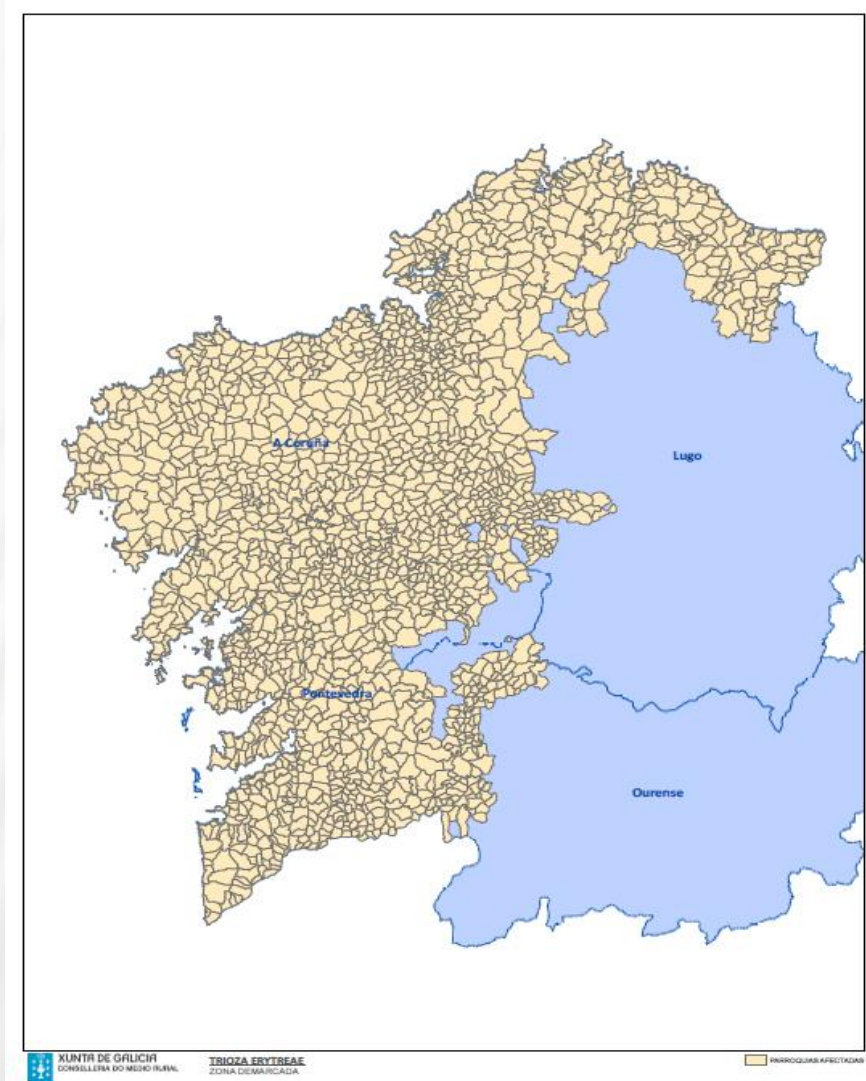 A Coruña
Lugo
Pontevedra
Ourense
XUNTA DE GALICIA
CONSELLERIA DO MEDIO RURAL
TRIOZA ERYTREAE
ZONA DEMARCADA
PARROQUIAS AFECTADAS